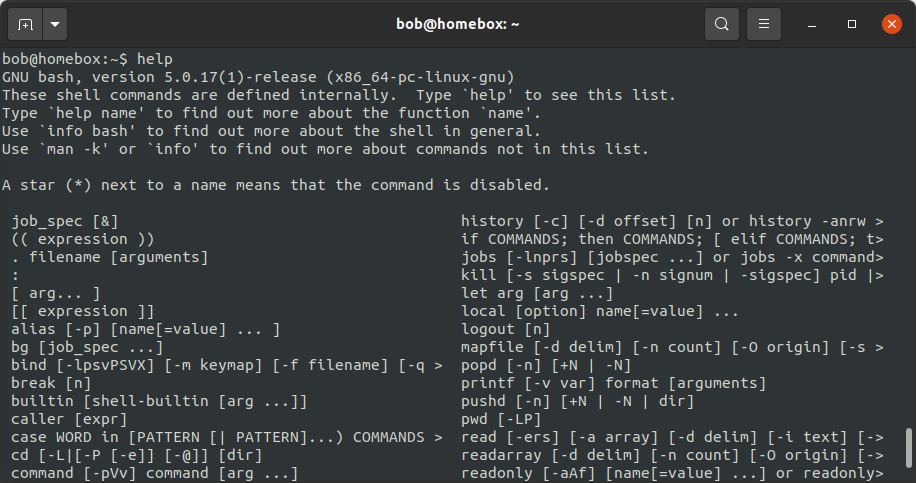 bob@homebox: ~
bob@homebox:~$ help
GNU bash, version 5.0.17(1)-release (x86_64-pc-linux-gnu)
These shell commands are defined internally.  Type `help' to see this list.
Type `help name' to find out more about the function `name'.
Use `info bash' to find out more about the shell in general.
Use `man -k' or `info' to find out more about commands not in this list.

A star (*) next to a name means that the command is disabled.

 job_spec [&]                                      history [-c] [-d offset] [n] or history -anrw >
 (( expression ))                                  if COMMANDS; then COMMANDS; [ elif COMMANDS; t>
 . filename [arguments]                            jobs [-lnprs] [jobspec ...] or jobs -x command>
 :                                                 kill [-s sigspec | -n signum | -sigspec] pid |>
 [ arg... ]                                        let arg [arg ...]
 [[ expression ]]                                  local [option] name[=value] ...
 alias [-p] [name[=value] ... ]                    logout [n]
 bg [job_spec ...]                                 mapfile [-d delim] [-n count] [-O origin] [-s >
 bind [-lpsvPSVX] [-m keymap] [-f filename] [-q >  popd [-n] [+N | -N]
 break [n]                                         printf [-v var] format [arguments]
 builtin [shell-builtin [arg ...]]                 pushd [-n] [+N | -N | dir]
 caller [expr]                                     pwd [-LP]
 case WORD in [PATTERN [| PATTERN]...) COMMANDS >  read [-ers] [-a array] [-d delim] [-i text] [->
 cd [-L|[-P [-e]] [-@]] [dir]                      readarray [-d delim] [-n count] [-O origin] [->
 command [-pVv] command [arg ...]                  readonly [-aAf] [name[=value] ...] or readonly>